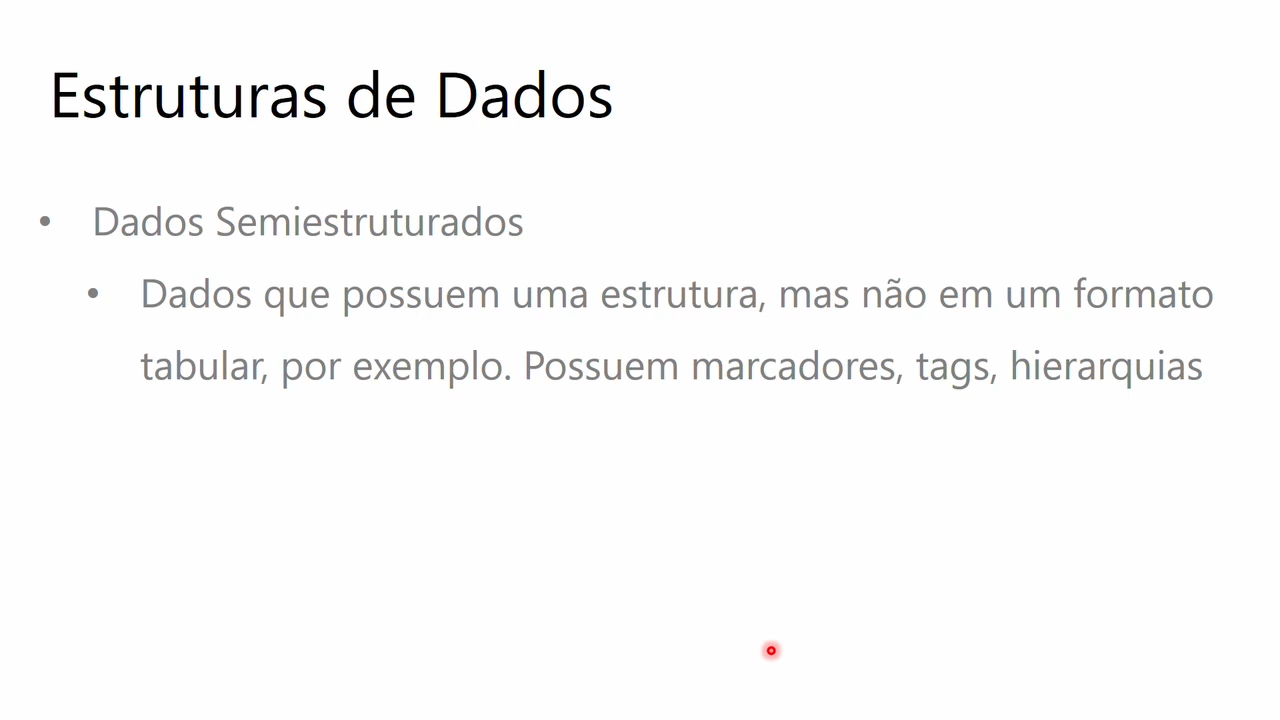 Estruturas de Dados
• Dados Semiestruturados
• Dados que possuem uma estrutura, mas não em um formato
tabular, por exemplo. Possuem marcadores, tags, hierarquias